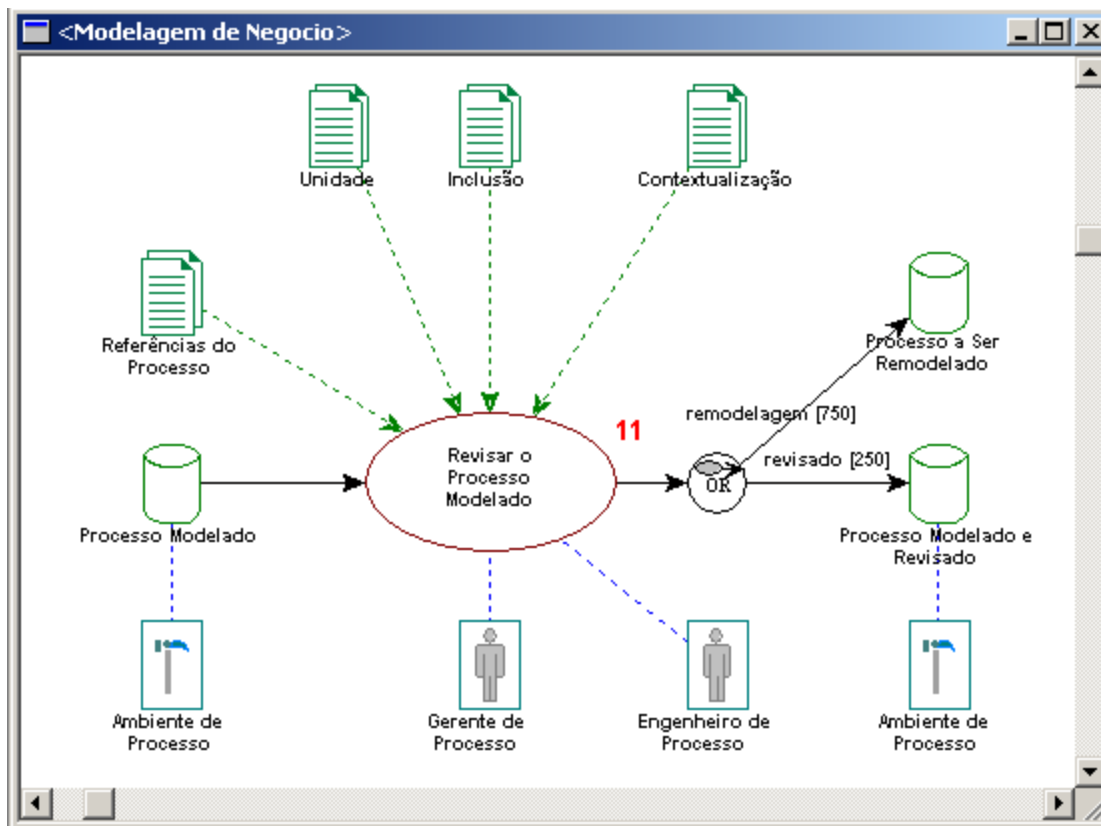 <Modelagem de Negocio>
Unidade
Inclusão
Contextualização
Referências do
Processo
Processo a Ser
Remodelado
11
remodelagem [750]
Revisar o
Processo
Modelado
revisado [250]
OR
Processo Modelado
Processo Modelado e
Revisado
Ambiente de
Processo
Gerente de
Processo
Engenheiro de
Processo
Ambiente de
Processo